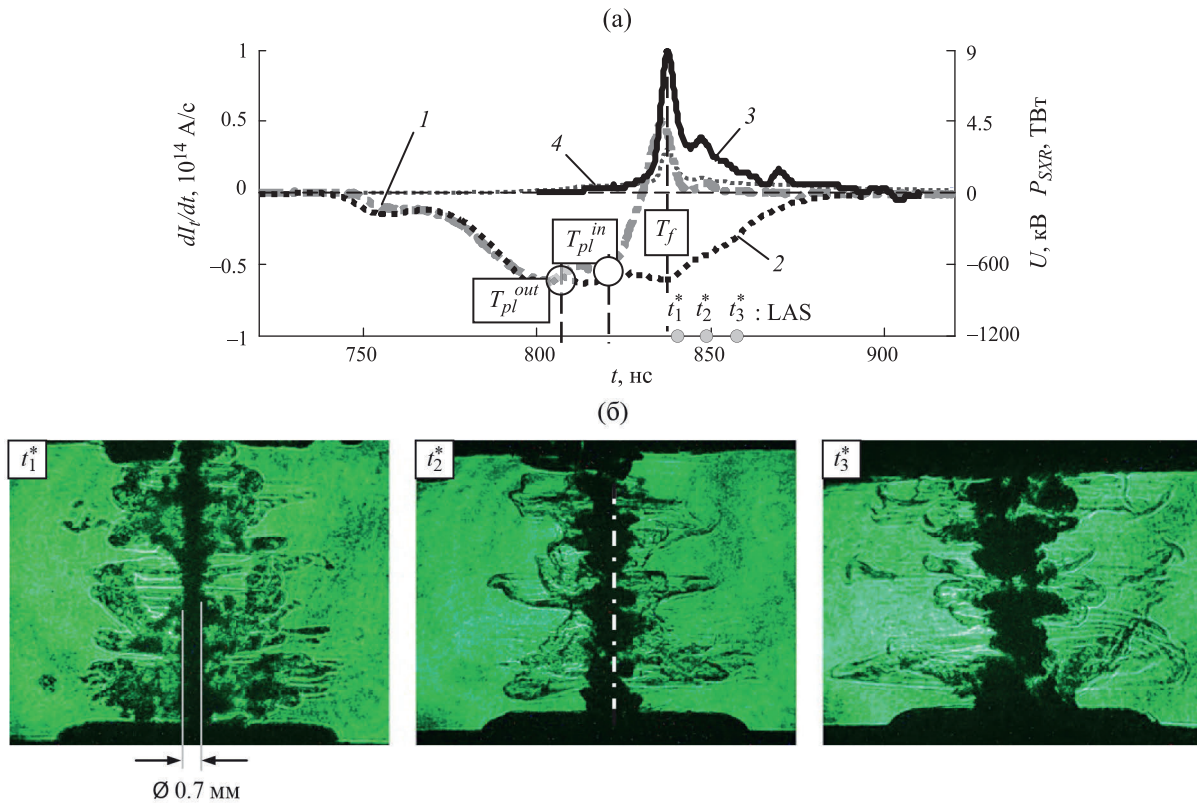 (а)
dI_t/dt, 10^14 А/с
1
0.5
0
−0.5
−1
750
800
850
900
t, нс
9
4.5
0
−600
−1200
U, кВ P_SXR, ТВт
1
4
3
2
T_pl^out
T_pl^in
T_f
t_1^* t_2^* t_3^* : LAS
(б)
t_1^*
t_2^*
t_3^*
Ø 0.7 мм